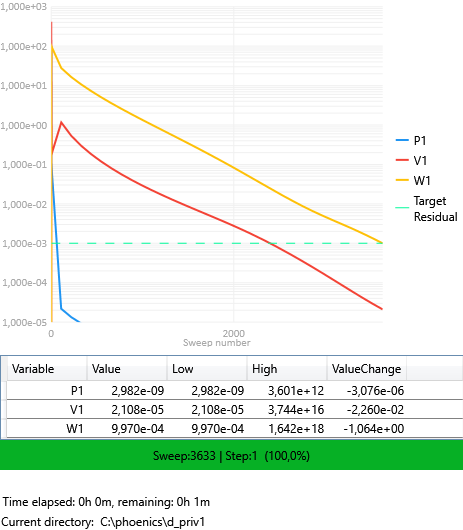 1,000e+03
1,000e+02
1,000e+01
1,000e+00
1,000e-01
1,000e-02
1,000e-03
1,000e-04
1,000e-05
0
2000
Sweep number
P1
V1
W1
Target
Residual
Variable Value Low High ValueChange
P1 2,982e-09 2,982e-09 3,601e+12 -3,076e-06
V1 2,108e-05 2,108e-05 3,744e+16 -2,260e-02
W1 9,970e-04 9,970e-04 1,642e+18 -1,064e+00
Sweep:3633 | Step:1 (100,0%)
Time elapsed: 0h 0m, remaining: 0h 1m
Current directory: C:\phoenics\d_priv1